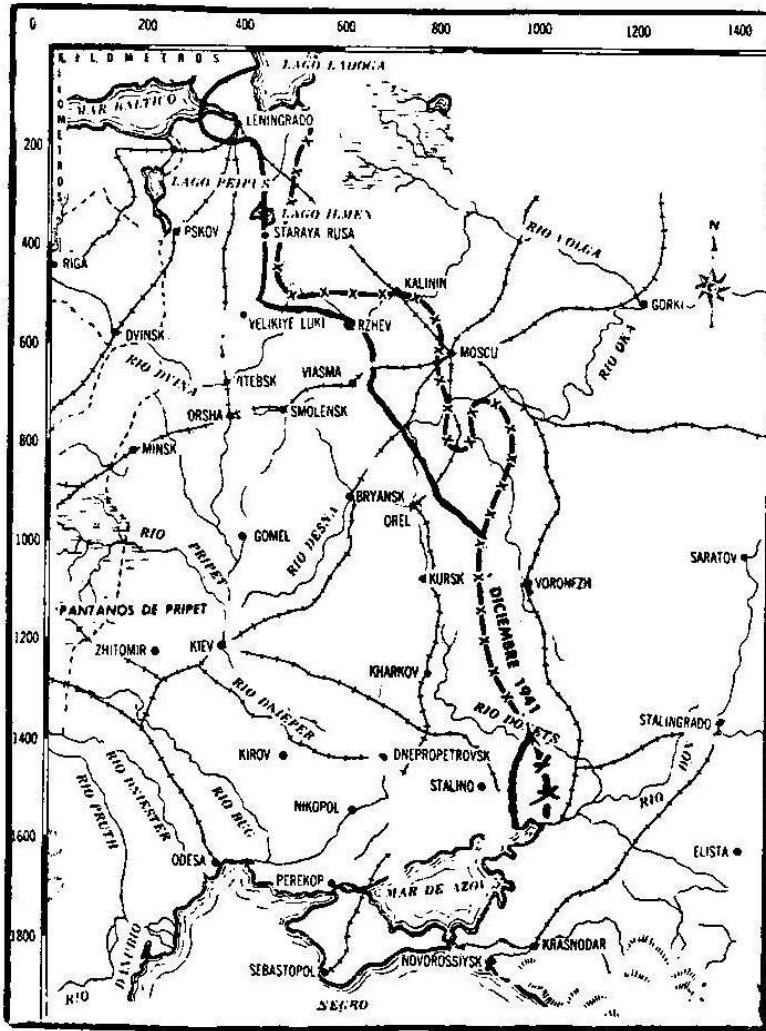 0 200 400 600 800 1000 1200 1400
KILOMETROS
KILOMETROS
LAGO LADOGA
MAR BALTICO
LENINGRADO
200
LAGO PEIPUS
LAGO ILMEN
PSKOV
STARAYA RUSA
RIO VOLGA
N
400
RIGA
KALININ
GORKI
VELIKIYE LUKI
RZHEV
DVINSK
600
MOSCU
RIO OKA
RIO DVINA
VITEBSK
VIASMA
ORSHA
SMOLENSK
800
MINSK
BRYANSK
OREL
1000
RIO PRIPET
GOMEL
RIO DESNA
SARATOV
KURSK
VORONEZH
PANTANOS DE PRIPET
DICIEMBRE 1941
1200
ZHITOMIR
KIEV
KHARKOV
RIO DNIEPER
RIO DONETS
STALINGRADO
1400
KIROV
DNEPROPETROVSK
RIO DON
RIO PRUTH
RIO DNIESTER
RIO BUG
STALINO
NIKOPOL
1600
ODESA
ELISTA
PEREKOP
MAR DE AZOV
1800
RIO DANUBIO
KRASNODAR
NOVOROSSIYSK
SEBASTOPOL
NEGRO